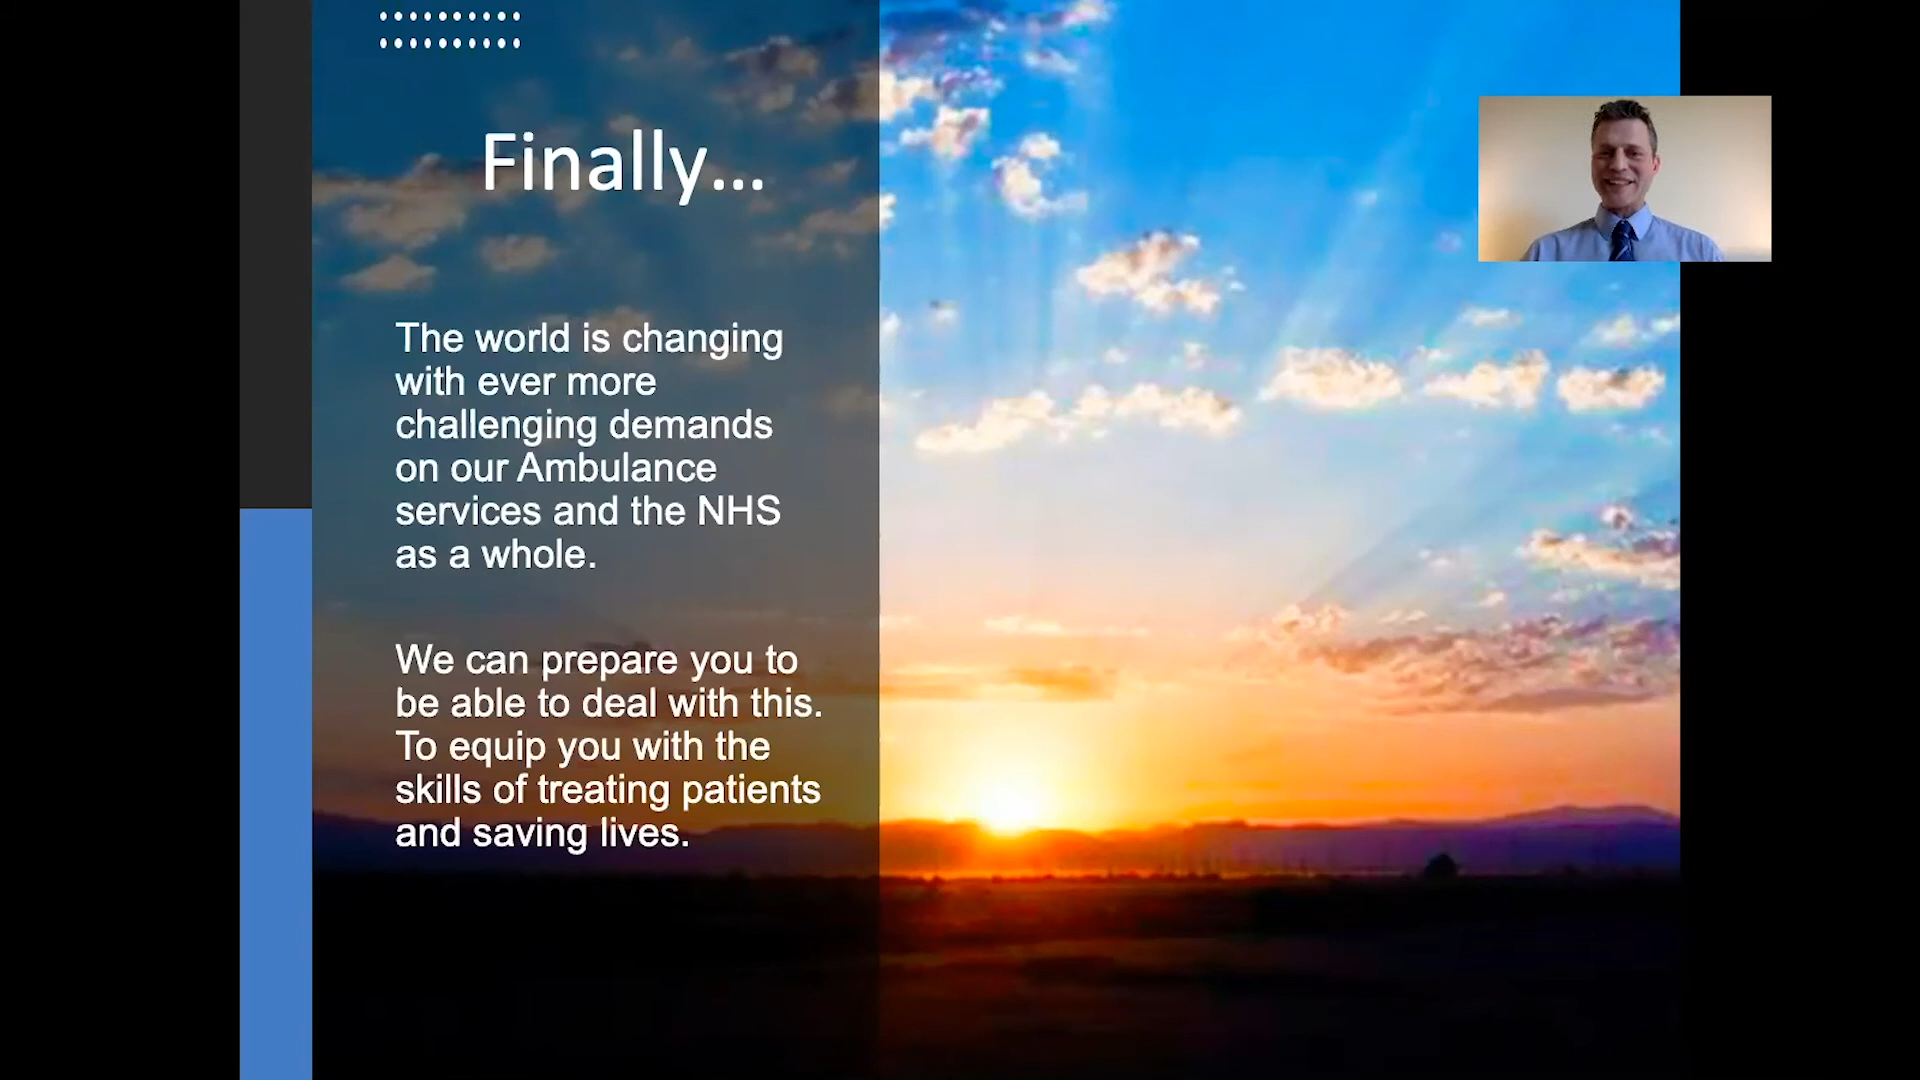 Finally...
The world is changing
with ever more
challenging demands
on our Ambulance
services and the NHS
as a whole.
We can prepare you to
be able to deal with this.
To equip you with the
skills of treating patients
and saving lives.